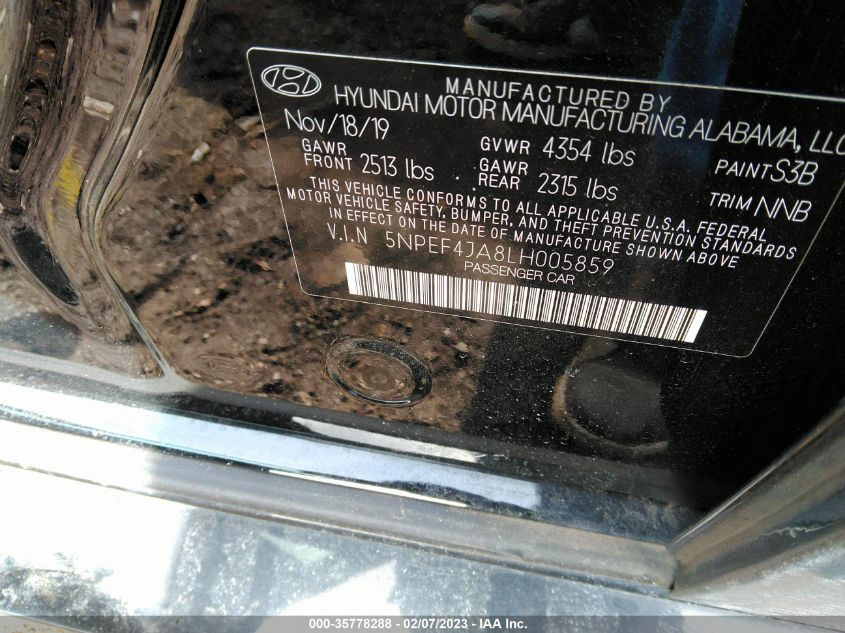 MANUFACTURED BY
HYUNDAI MOTOR MANUFACTURING ALABAMA, LLC
Nov/18/19 GVWR 4354 lbs PAINT S3B
GAWR FRONT 2513 lbs GAWR REAR 2315 lbs TRIM NNB
THIS VEHICLE CONFORMS TO ALL APPLICABLE U.S.A. FEDERAL
MOTOR VEHICLE SAFETY, BUMPER, AND THEFT PREVENTION STANDARDS
IN EFFECT ON THE DATE OF MANUFACTURE SHOWN ABOVE
V.I.N 5NPEF4JA8LH005859
PASSENGER CAR
000-35778288 - 02/07/2023 - IAA Inc.